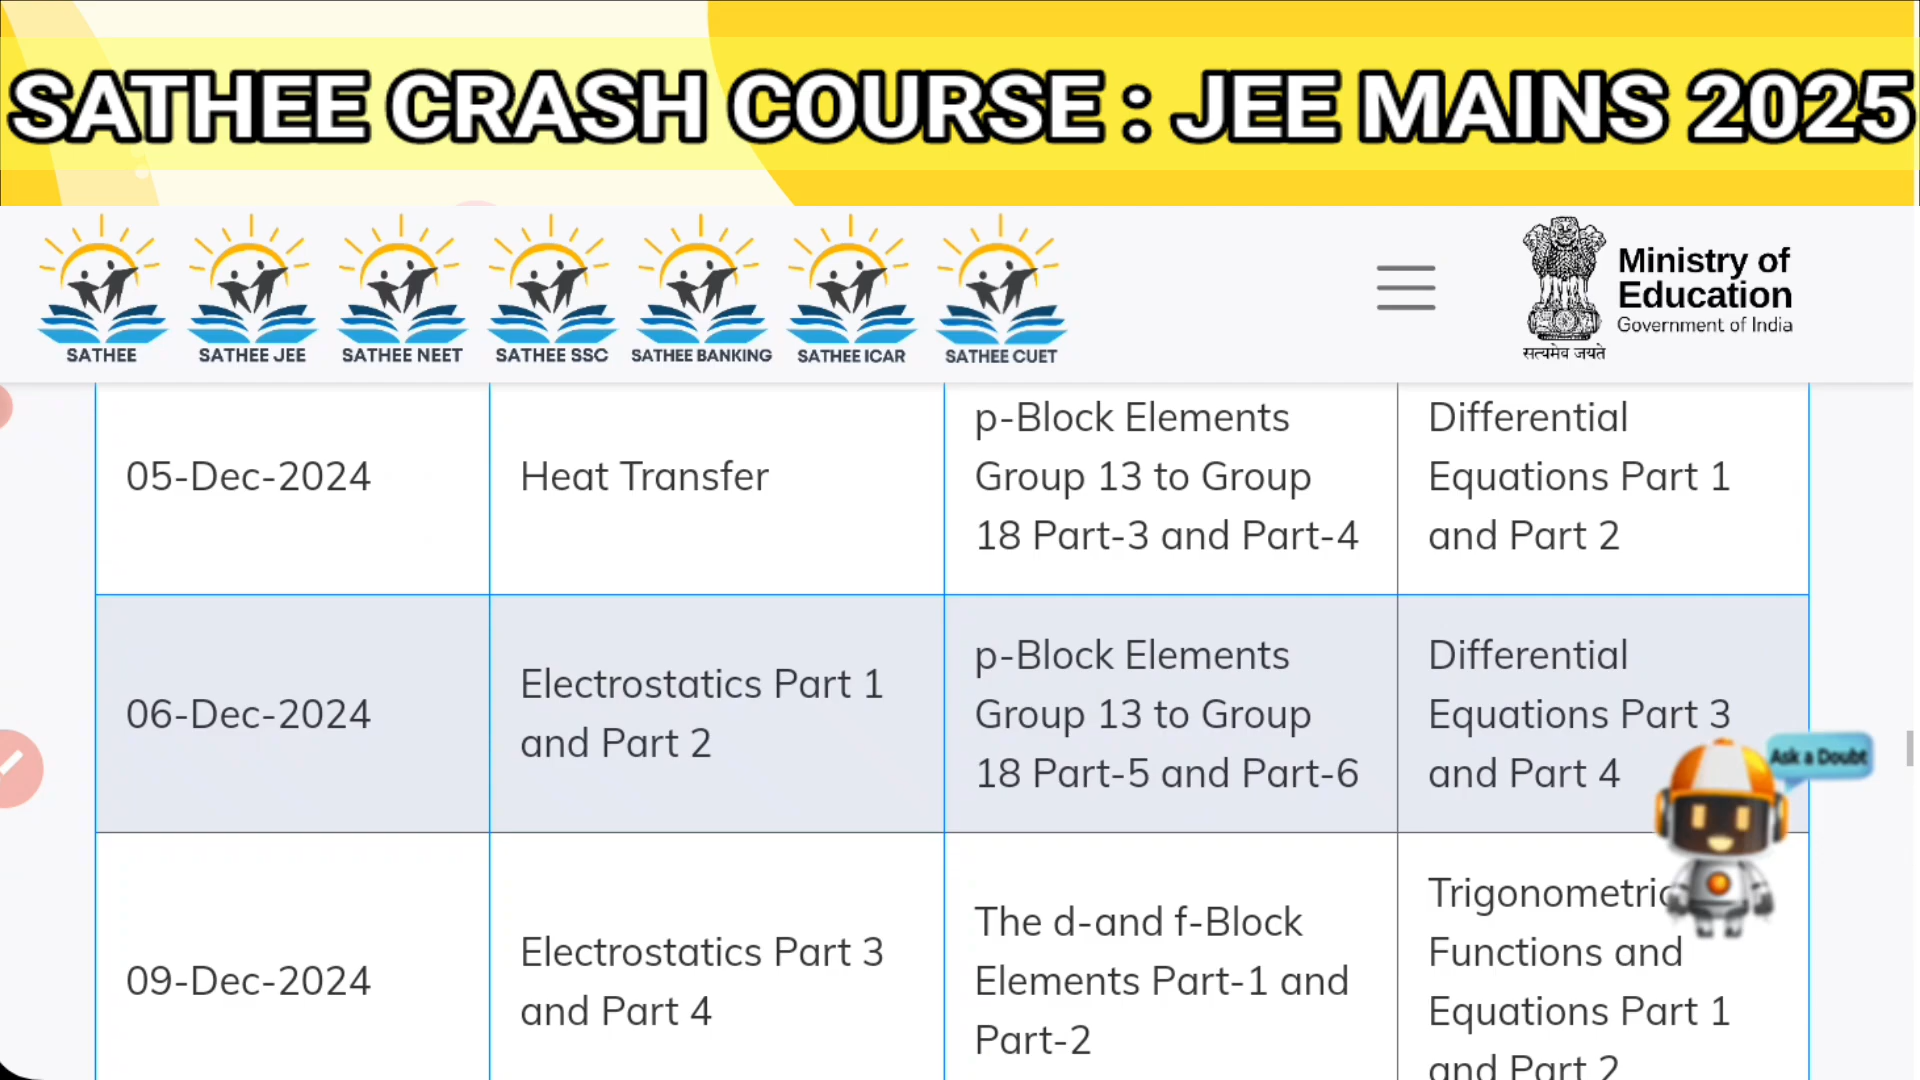 SATHEE CRASH COURSE : JEE MAINS 2025
SATHEE
SATHEE JEE
SATHEE NEET
SATHEE SSC
SATHEE BANKING
SATHEE ICAR
SATHEE CUET
Ministry of
Education
Government of India
सत्यमेव जयते
05-Dec-2024
Heat Transfer
p-Block Elements
Group 13 to Group
18 Part-3 and Part-4
Differential
Equations Part 1
and Part 2
06-Dec-2024
Electrostatics Part 1
and Part 2
p-Block Elements
Group 13 to Group
18 Part-5 and Part-6
Differential
Equations Part 3
and Part 4
Ask a Doubt
09-Dec-2024
Electrostatics Part 3
and Part 4
The d-and f-Block
Elements Part-1 and
Part-2
Trigonometric
Functions and
Equations Part 1
and Part 2